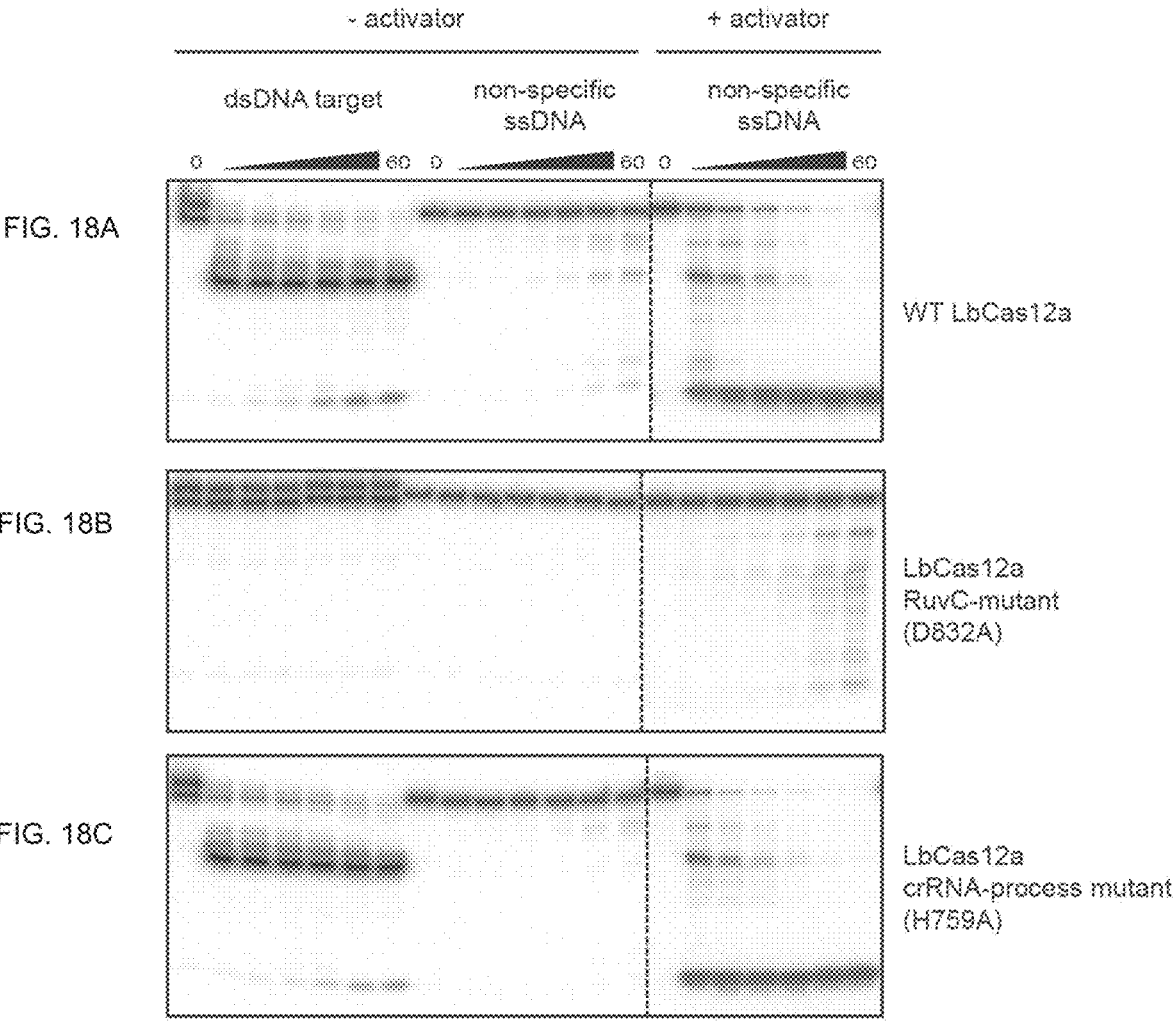 - activator
+ activator
dsDNA target
non-specific
ssDNA
non-specific
ssDNA
0
60
0
60
0
60
FIG. 18A
WT LbCas12a
FIG. 18B
LbCas12a
RuvC-mutant
(D832A)
FIG. 18C
LbCas12a
crRNA-process mutant
(H759A)